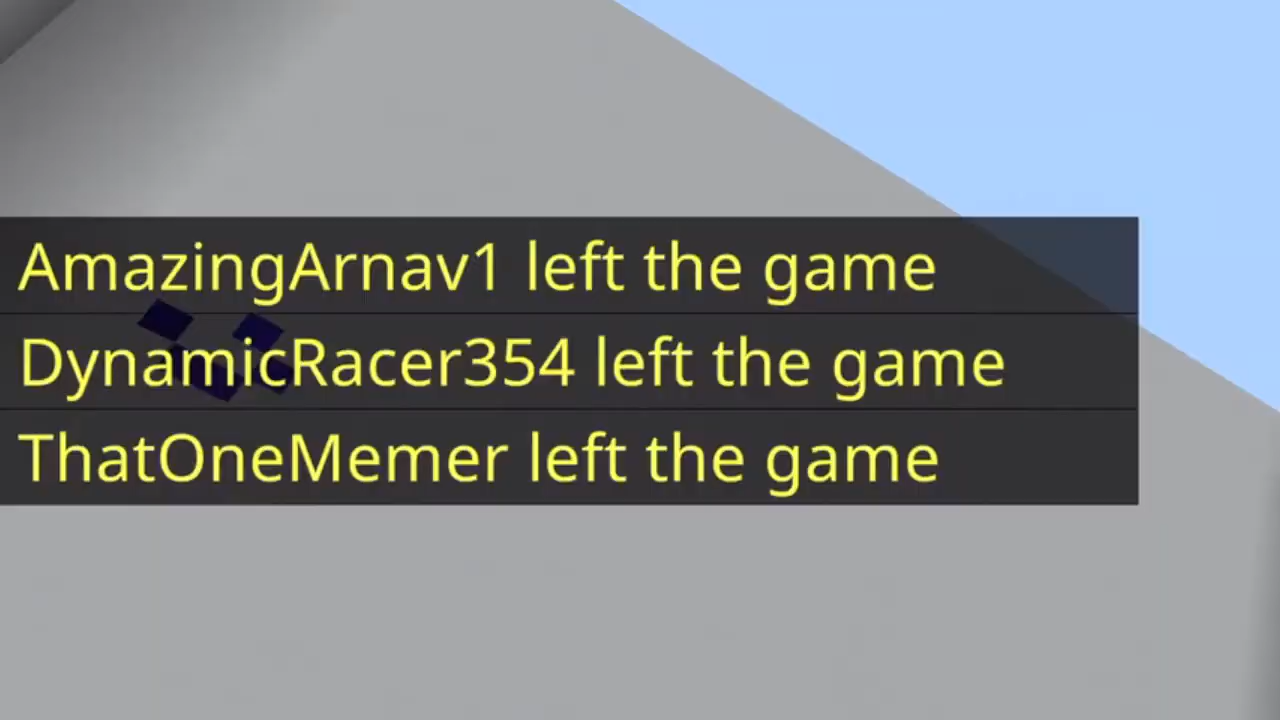 AmazingArnav1 left the game
DynamicRacer354 left the game
ThatOneMemer left the game